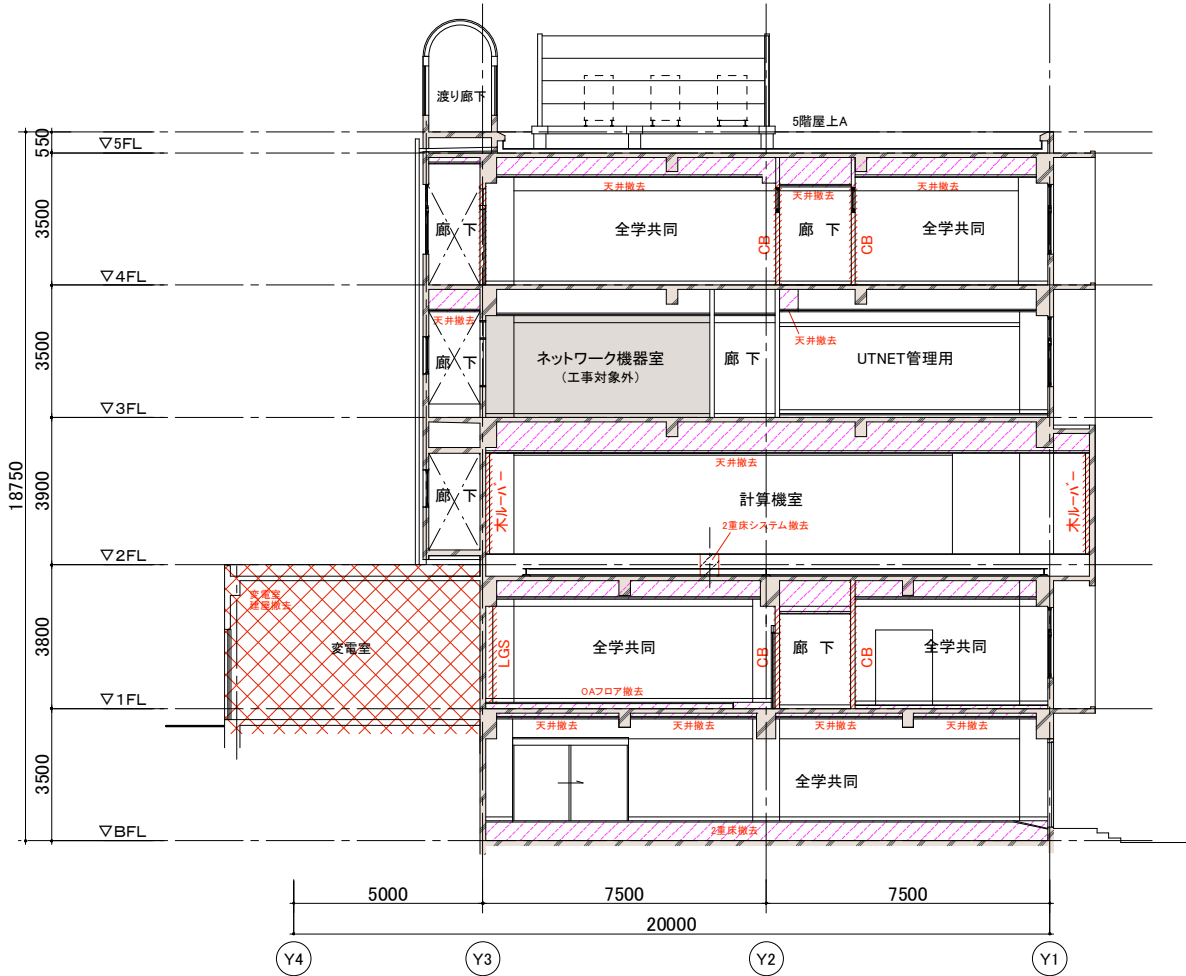 渡り廊下
5階屋上A
550
▽5FL
天井撤去
天井撤去
天井撤去
3500
廊 下
全学共同
CB
廊 下
CB
全学共同
▽4FL
天井撤去
天井撤去
3500
廊 下
ネットワーク機器室
（工事対象外）
廊 下
UTNET管理用
▽3FL
天井撤去
18750
3900
廊 下
木ルーバー
計算機室
木ルーバー
2重床システム撤去
▽2FL
変電室
建屋撤去
3800
変電室
LGS
全学共同
CB
廊 下
CB
全学共同
OAフロア撤去
▽1FL
天井撤去
天井撤去
天井撤去
天井撤去
3500
全学共同
▽BFL
2重床撤去
5000
7500
7500
20000
Y4
Y3
Y2
Y1